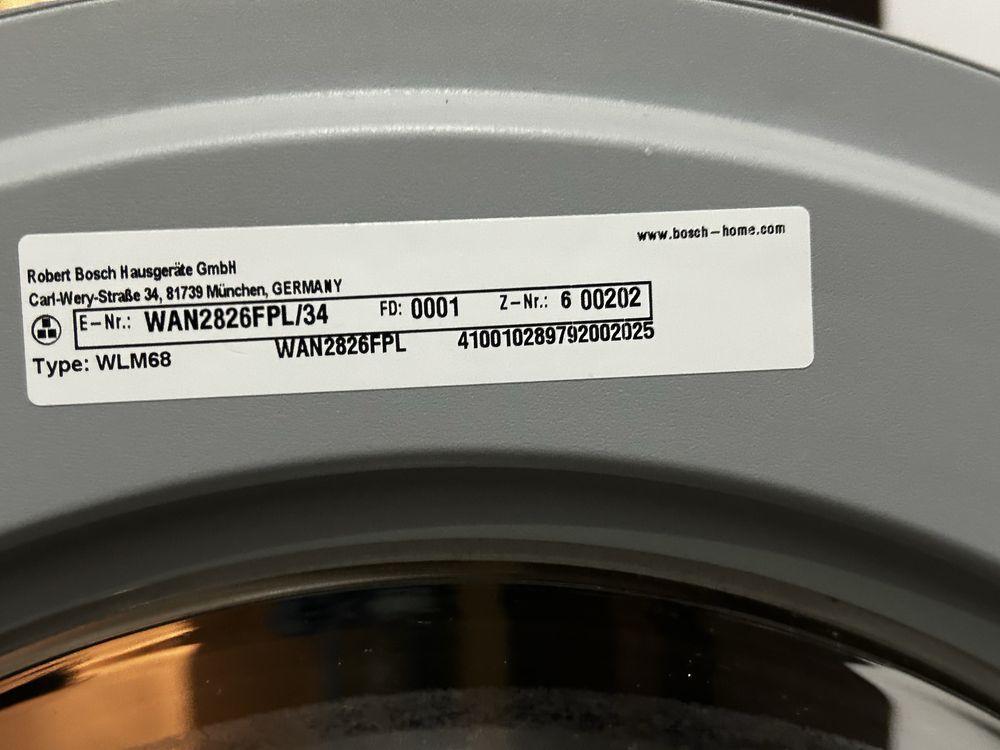 www.bosch-home.com
Robert Bosch Hausgeräte GmbH
Carl-Wery-Straße 34, 81739 München, GERMANY
E-Nr.: WAN2826FPL/34 FD: 0001 Z-Nr.: 6 00202
Type: WLM68 WAN2826FPL 410010289792002025